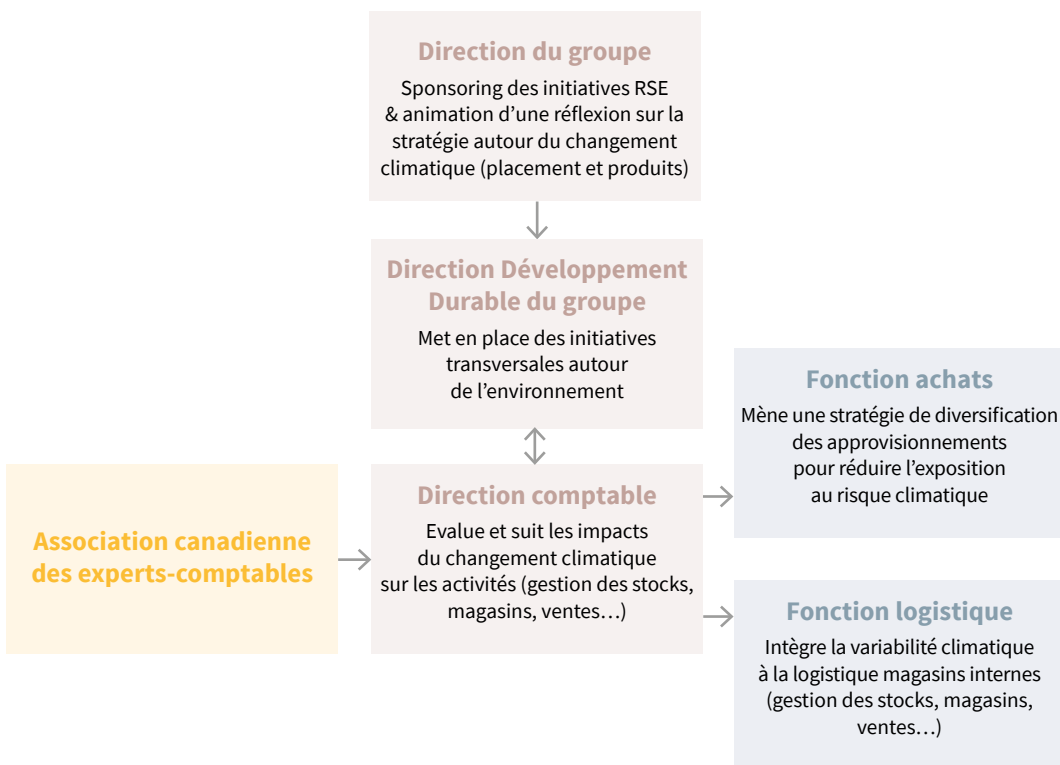 Direction du groupe
Sponsoring des initiatives RSE
& animation d’une réflexion sur la
stratégie autour du changement
climatique (placement et produits)
Direction Développement
Durable du groupe
Met en place des initiatives
transversales autour
de l’environnement
Fonction achats
Mène une stratégie de diversification
des approvisionnements
pour réduire l’exposition
au risque climatique
Association canadienne
des experts-comptables
Direction comptable
Evalue et suit les impacts
du changement climatique
sur les activités (gestion des stocks,
magasins, ventes…)
Fonction logistique
Intègre la variabilité climatique
à la logistique magasins internes
(gestion des stocks, magasins,
ventes…)